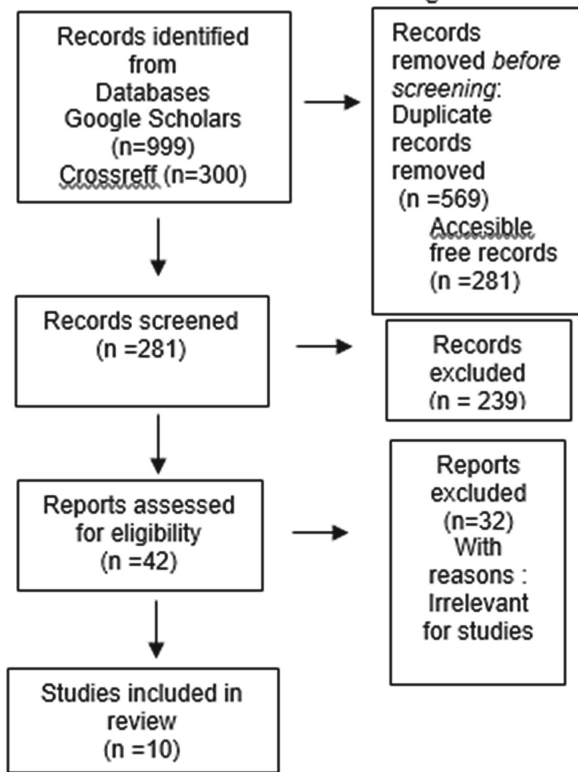 Records identified
from
Databases
Google Scholars
(n=999)
Crossreff (n=300)
Records
removed before
screening:
Duplicate
records
removed
(n =569)
Accesible
free records
(n =281)
Records screened
(n =281)
Records
excluded
(n = 239)
Reports assessed
for eligibility
(n =42)
Reports
excluded
(n=32)
With
reasons :
Irrelevant
for studies
Studies included in
review
(n =10)